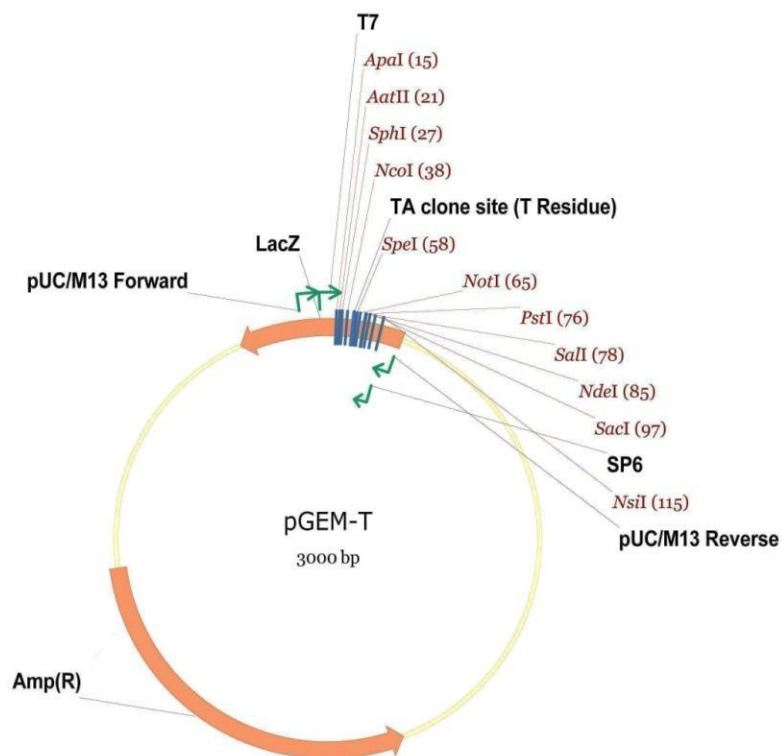 T7
ApaI (15)
AatII (21)
SphI (27)
NcoI (38)
TA clone site (T Residue)
LacZ
SpeI (58)
pUC/M13 Forward
NotI (65)
PstI (76)
SalI (78)
NdeI (85)
SacI (97)
SP6
NsiI (115)
pUC/M13 Reverse
pGEM-T
3000 bp
Amp(R)